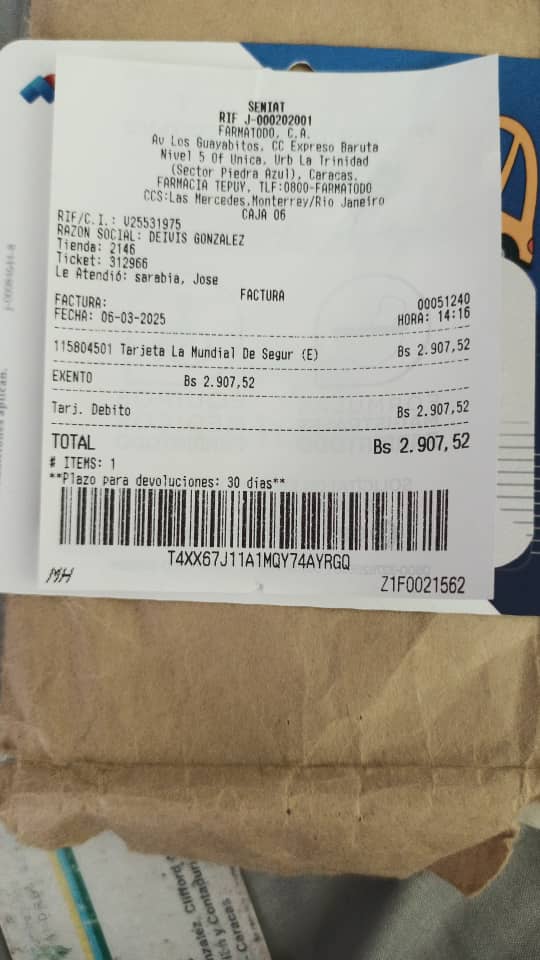 SENIAT
RIF J-000202001
FARMATODO, C.A.
Av Los Guayabitos, CC Expreso Baruta
Nivel 5 Of Unica. Urb La Trinidad
(Sector Piedra Azul), Caracas.
FARMACIA TEPUY, TLF:0800-FARMATODO
CCS:Las Mercedes,Monterrey/Rio Janeiro
CAJA 06
RIF/C.I.: V25531975
RAZON SOCIAL: DEIVIS GONZALEZ
Tienda: 2146
Ticket: 312966
Le Atendió: sarabia, Jose
FACTURA
FACTURA: 00051240
FECHA: 06-03-2025 HORA: 14:16
115804501 Tarjeta La Mundial De Segur (E) Bs 2.907,52
EXENTO Bs 2.907,52
Tarj. Debito Bs 2.907,52
TOTAL Bs 2.907,52
# ITEMS: 1
**Plazo para devoluciones: 30 dias**
T4XX67J11A1MQY74AYRGQ
MH Z1F0021562
Caracas